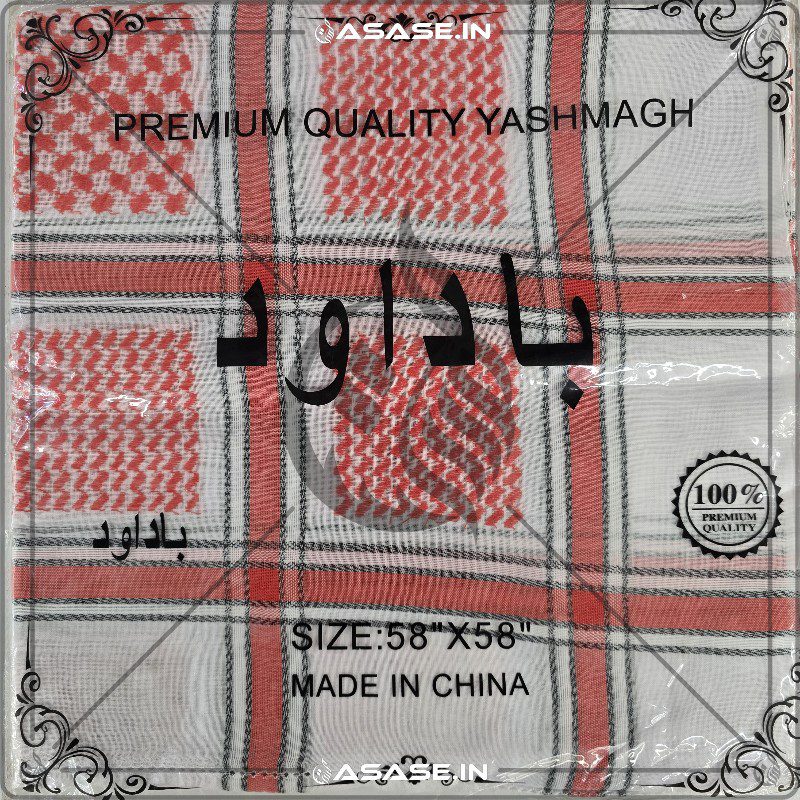 ASASE.IN
PREMIUM QUALITY YASHMAGH
باداود
100%
PREMIUM
QUALITY
باداود
SIZE:58"X58"
MADE IN CHINA
ASASE.IN